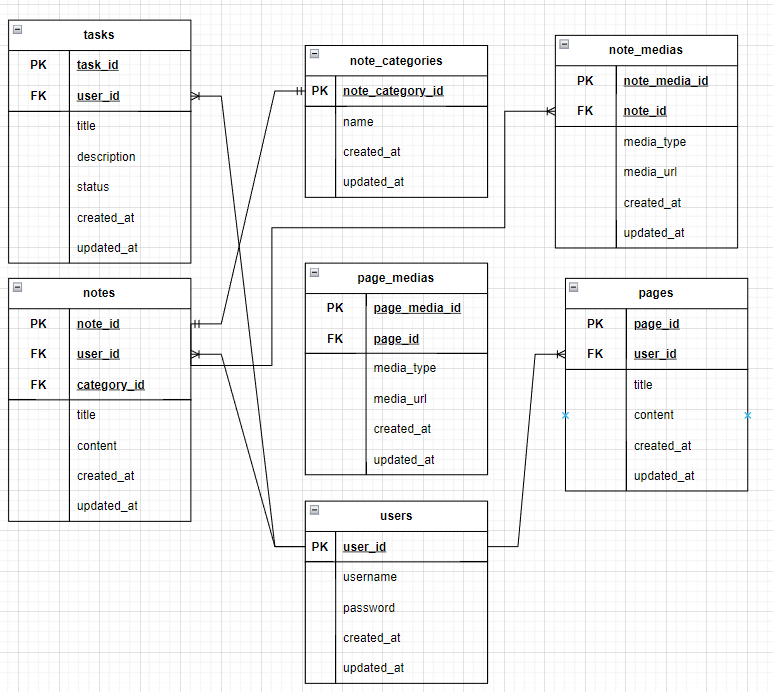 tasks
PK task_id
FK user_id
title
description
status
created_at
updated_at
note_categories
PK note_category_id
name
created_at
updated_at
note_medias
PK note_media_id
FK note_id
media_type
media_url
created_at
updated_at
notes
PK note_id
FK user_id
FK category_id
title
content
created_at
updated_at
page_medias
PK page_media_id
FK page_id
media_type
media_url
created_at
updated_at
pages
PK page_id
FK user_id
title
content
created_at
updated_at
users
PK user_id
username
password
created_at
updated_at